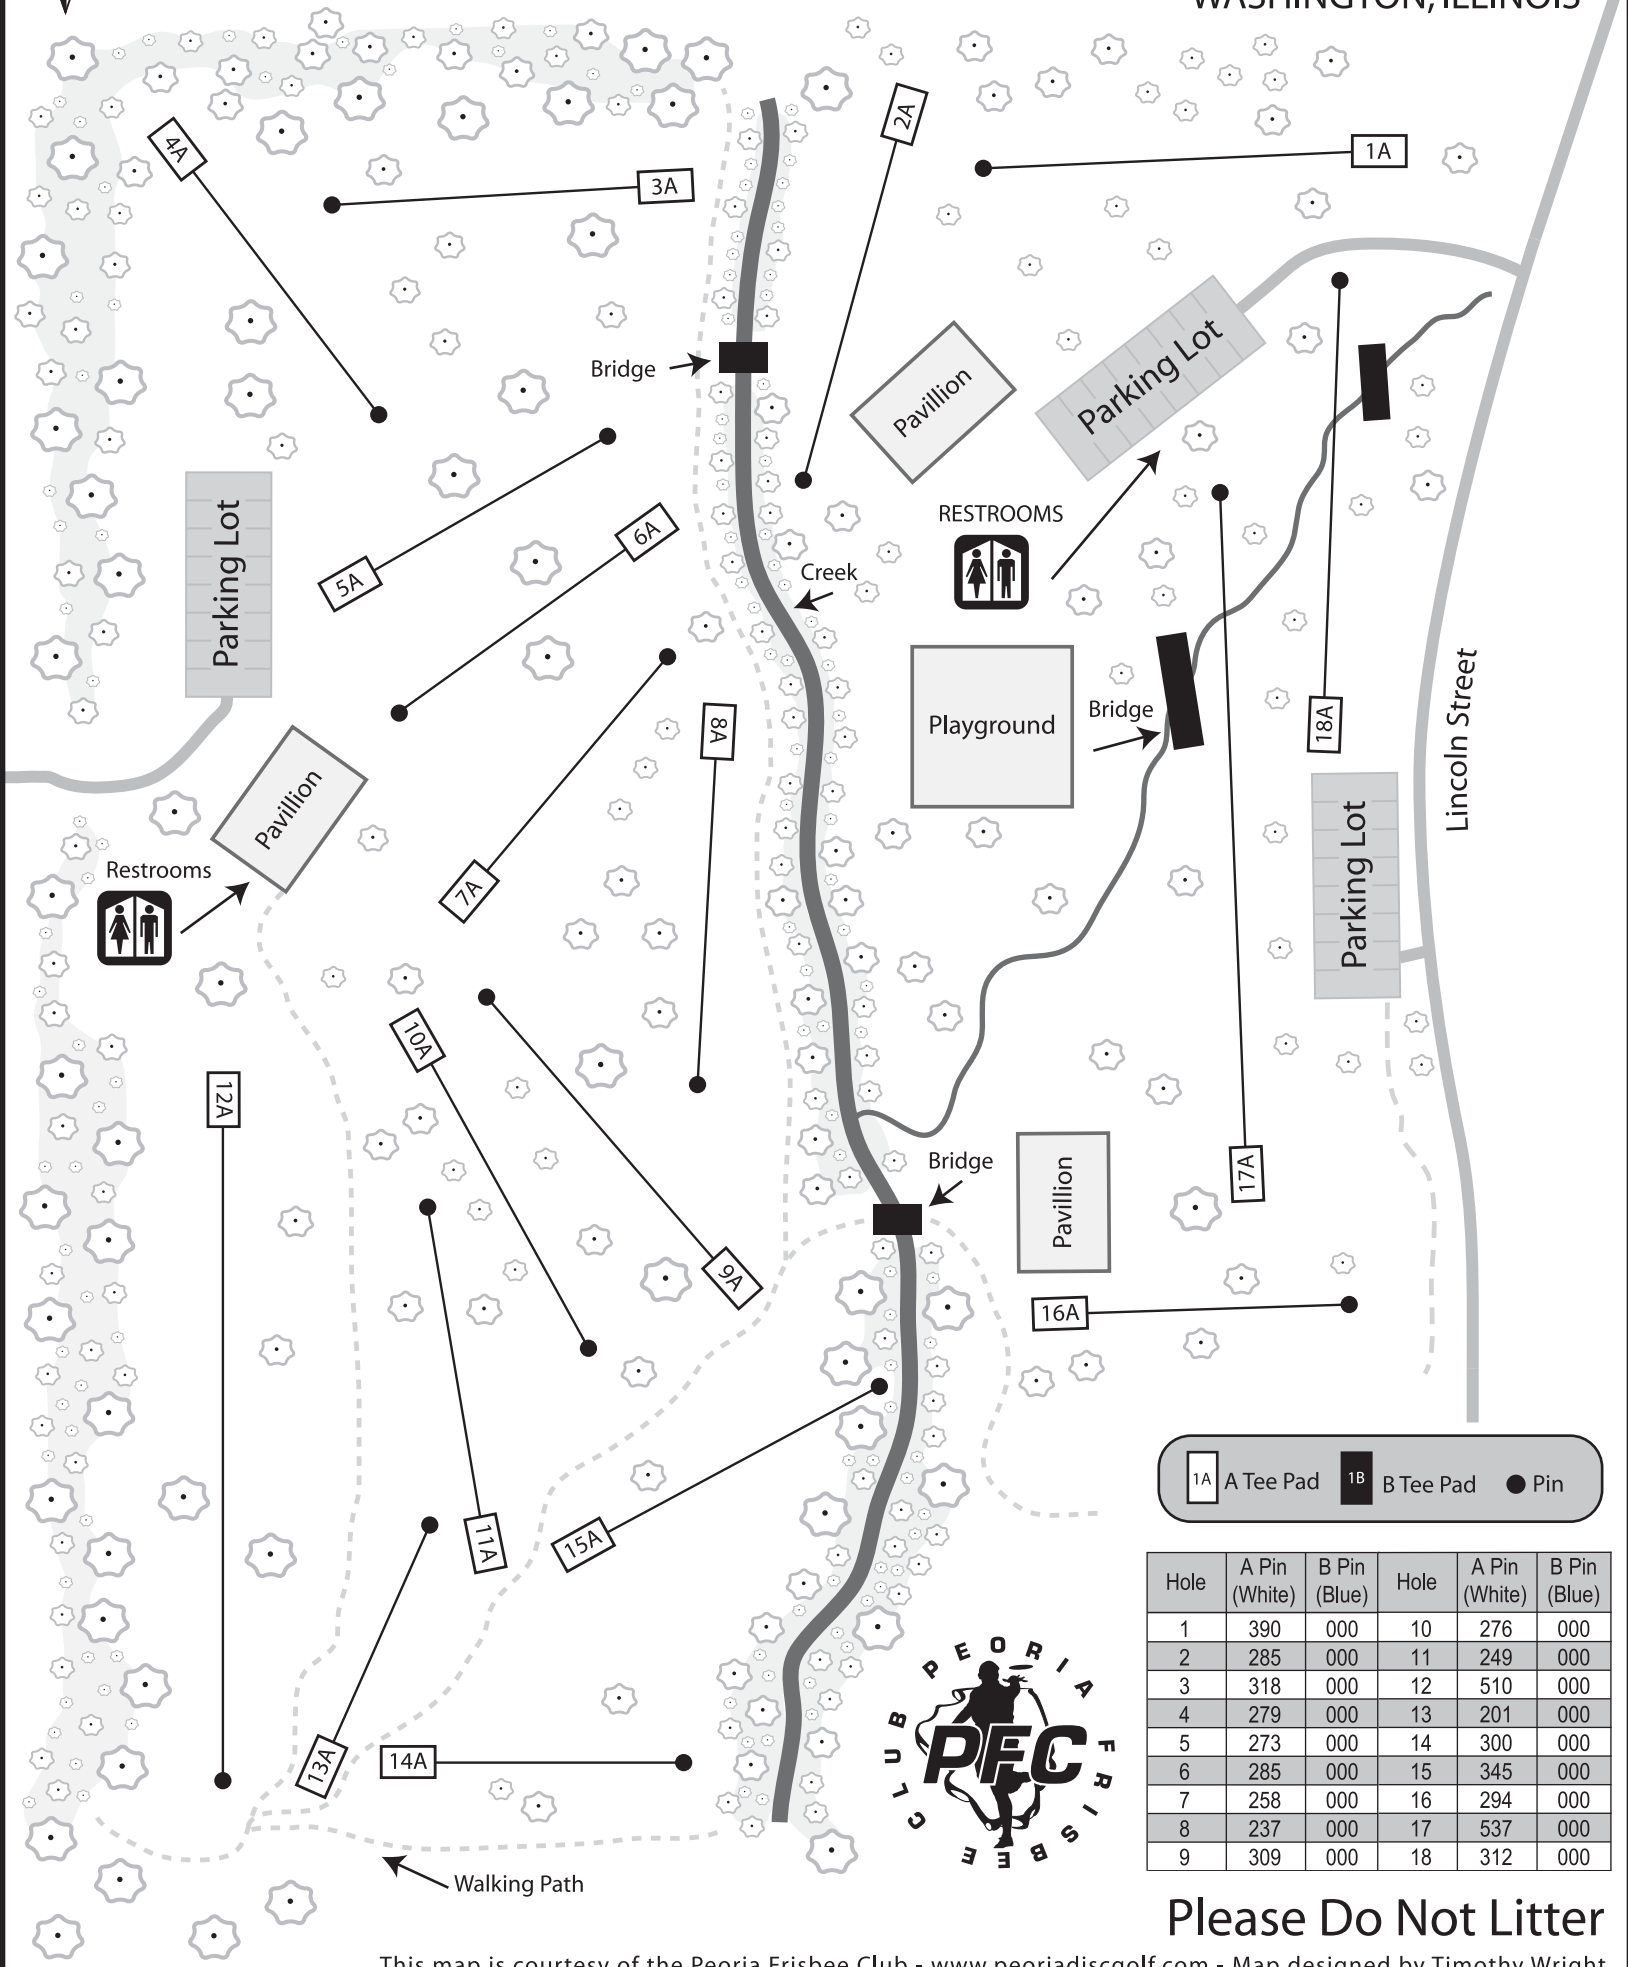 WASHINGTON, ILLINOIS
2A
4A
1A
3A
Bridge
Parking Lot
Pavillion
RESTROOMS
6A
5A
Parking Lot
Creek
8A
Playground
Bridge
18A
Lincoln Street
Pavillion
Parking Lot
Restrooms
7A
10A
12A
Bridge
17A
Pavillion
9A
16A
11A
15A
13A
14A
Walking Path
1A A Tee Pad 1B B Tee Pad Pin
Hole A Pin (White) B Pin (Blue) Hole A Pin (White) B Pin (Blue)
1 390 000 10 276 000
2 285 000 11 249 000
3 318 000 12 510 000
4 279 000 13 201 000
5 273 000 14 300 000
6 285 000 15 345 000
7 258 000 16 294 000
8 237 000 17 537 000
9 309 000 18 312 000
PEORIA FRISBEE CLUB
PFC
Please Do Not Litter
This map is courtesy of the Peoria Frisbee Club - www.peoriadiscgolf.com - Map designed by Timothy Wright